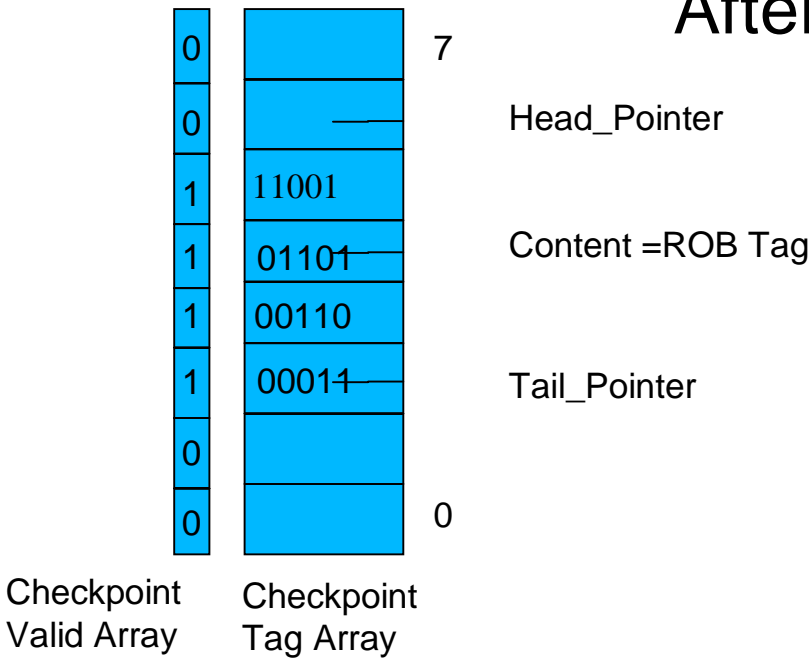 After
0 7
0 Head_Pointer
1 11001
1 01101 Content =ROB Tag
1 00110
1 00011 Tail_Pointer
0
0 0
Checkpoint Checkpoint
Valid Array Tag Array